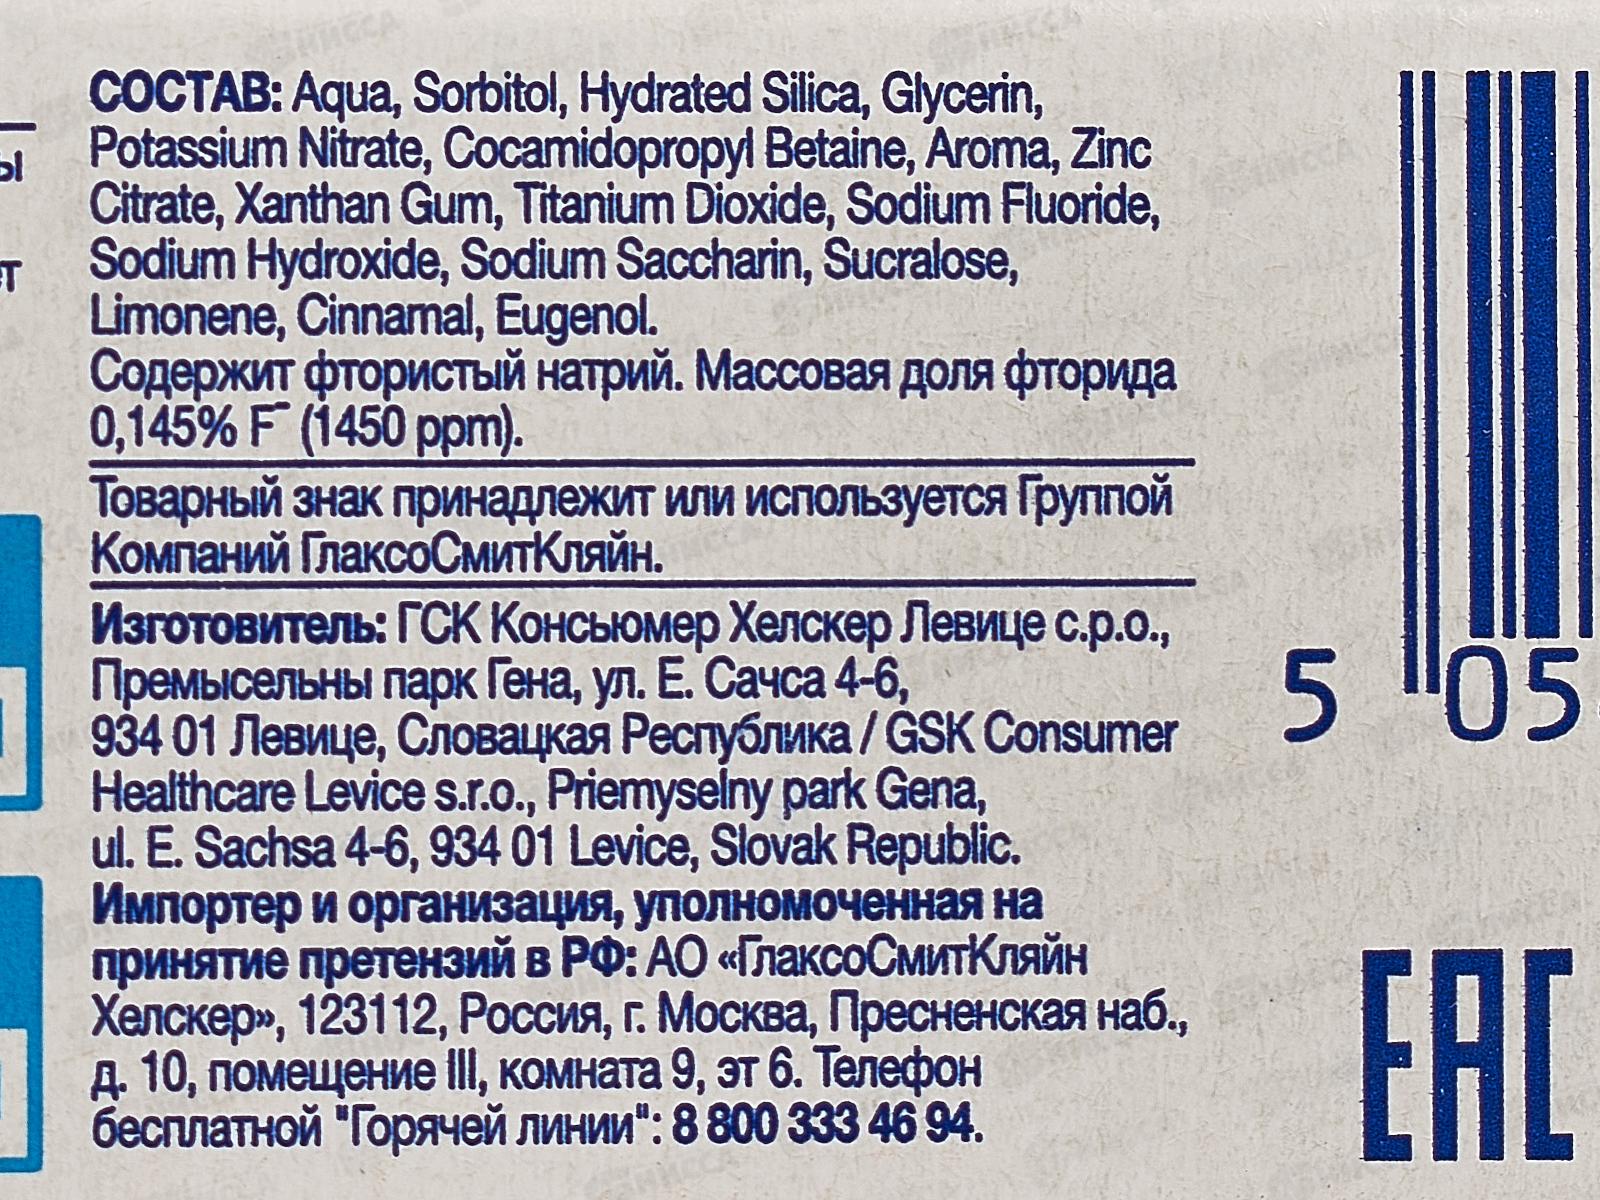 СОСТАВ: Aqua, Sorbitol, Hydrated Silica, Glycerin,
Potassium Nitrate, Cocamidopropyl Betaine, Aroma, Zinc
Citrate, Xanthan Gum, Titanium Dioxide, Sodium Fluoride,
Sodium Hydroxide, Sodium Saccharin, Sucralose,
Limonene, Cinnamal, Eugenol.
Содержит фтористый натрий. Массовая доля фторида
0,145% F⁻ (1450 ppm).
Товарный знак принадлежит или используется Группой
Компаний ГлаксоСмитКляйн.
Изготовитель: ГСК Консьюмер Хелскер Левице с.р.о.,
Премысельны парк Гена, ул. Е. Сачса 4-6,
934 01 Левице, Словацкая Республика / GSK Consumer
Healthcare Levice s.r.o., Priemyselny park Gena,
ul. E. Sachsa 4-6, 934 01 Levice, Slovak Republic.
Импортер и организация, уполномоченная на
принятие претензий в РФ: АО «ГлаксоСмитКляйн
Хелскер», 123112, Россия, г. Москва, Пресненская наб.,
д. 10, помещение III, комната 9, эт 6. Телефон
бесплатной "Горячей линии": 8 800 333 46 94.
5 05
EAC